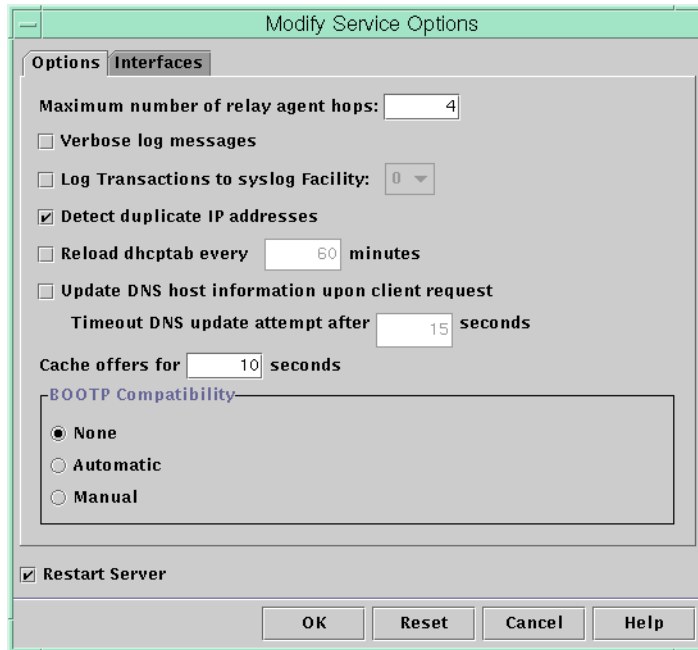 Modify Service Options
Options Interfaces
Maximum number of relay agent hops: 4
Verbose log messages
Log Transactions to syslog Facility: 0
Detect duplicate IP addresses
Reload dhcptab every 60 minutes
Update DNS host information upon client request
Timeout DNS update attempt after 15 seconds
Cache offers for 10 seconds
BOOTP Compatibility
None
Automatic
Manual
Restart Server
OK Reset Cancel Help